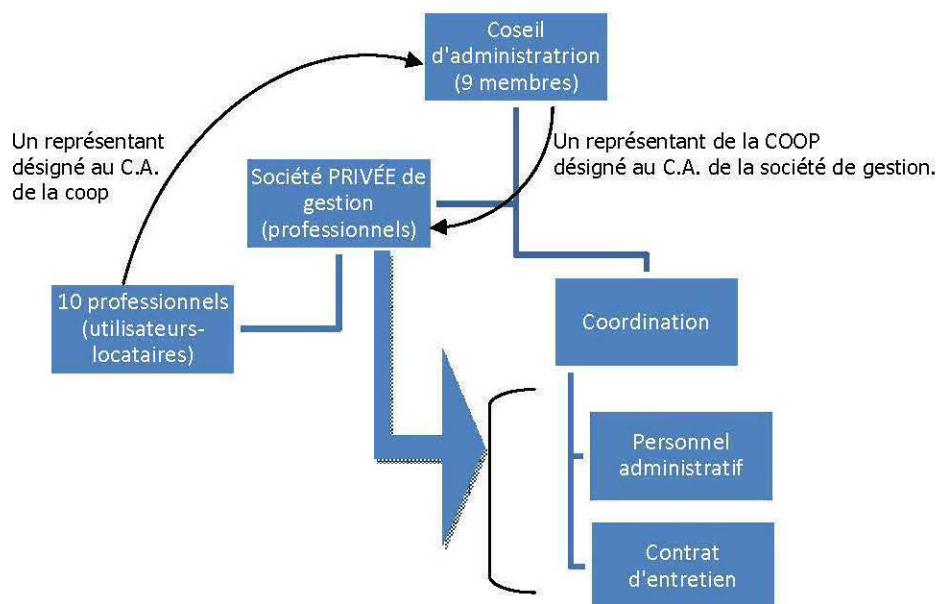 Coseil
d'administratrion
(9 membres)
Un représentant
désigné au C.A.
de la coop
Un représentant de la COOP
désigné au C.A. de la société de gestion.
Société PRIVÉE de
gestion
(professionnels)
10 professionnels
(utilisateurs-
locataires)
Coordination
Personnel
administratif
Contrat
d'entretien